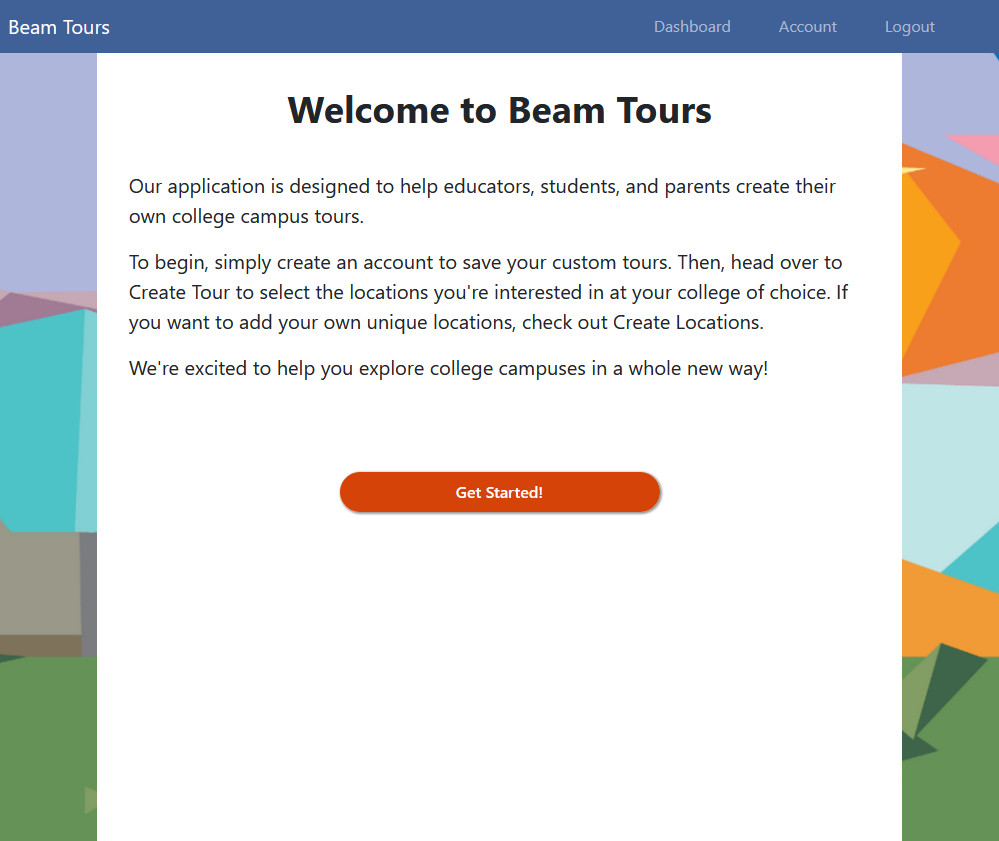 Beam Tours
Dashboard Account Logout
Welcome to Beam Tours
Our application is designed to help educators, students, and parents create their
own college campus tours.
To begin, simply create an account to save your custom tours. Then, head over to
Create Tour to select the locations you're interested in at your college of choice. If
you want to add your own unique locations, check out Create Locations.
We're excited to help you explore college campuses in a whole new way!
Get Started!